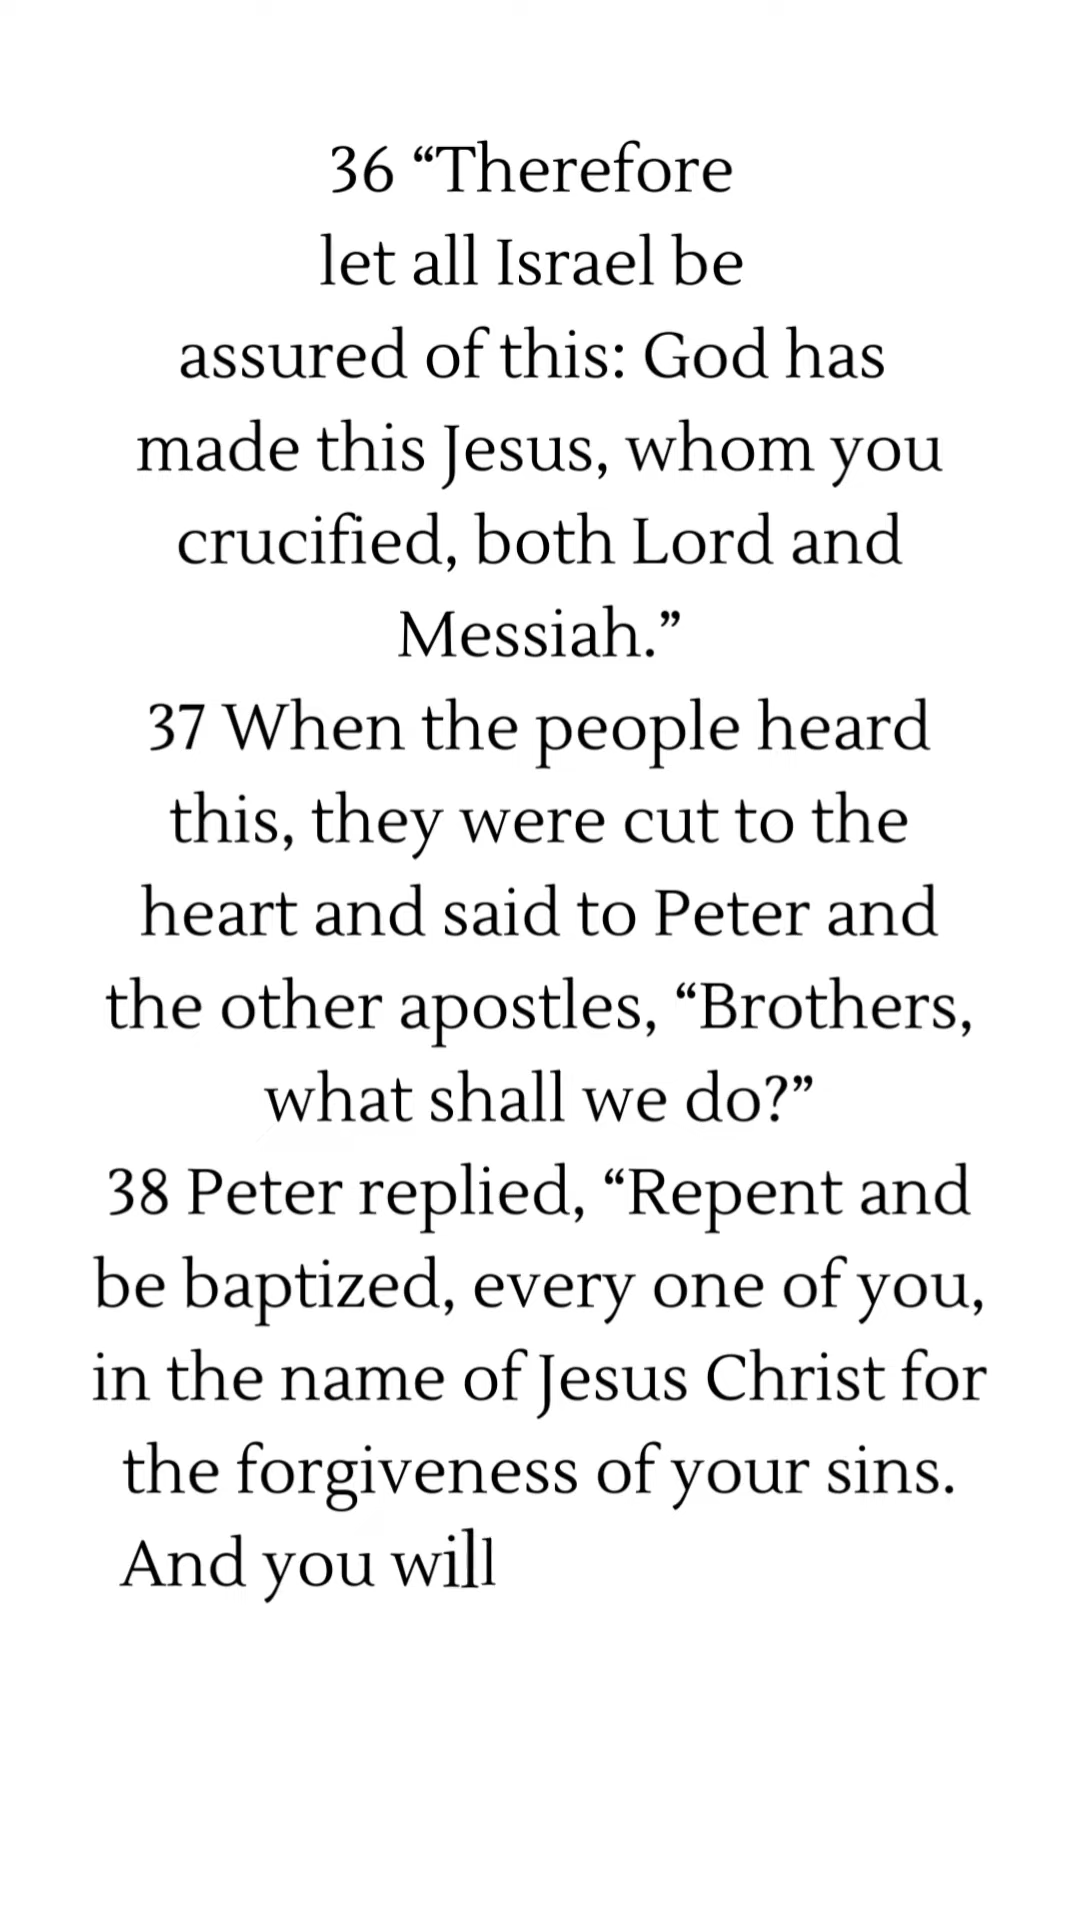 36 “Therefore
let all Israel be
assured of this: God has
made this Jesus, whom you
crucified, both Lord and
Messiah.”
37 When the people heard
this, they were cut to the
heart and said to Peter and
the other apostles, “Brothers,
what shall we do?”
38 Peter replied, “Repent and
be baptized, every one of you,
in the name of Jesus Christ for
the forgiveness of your sins.
And you will